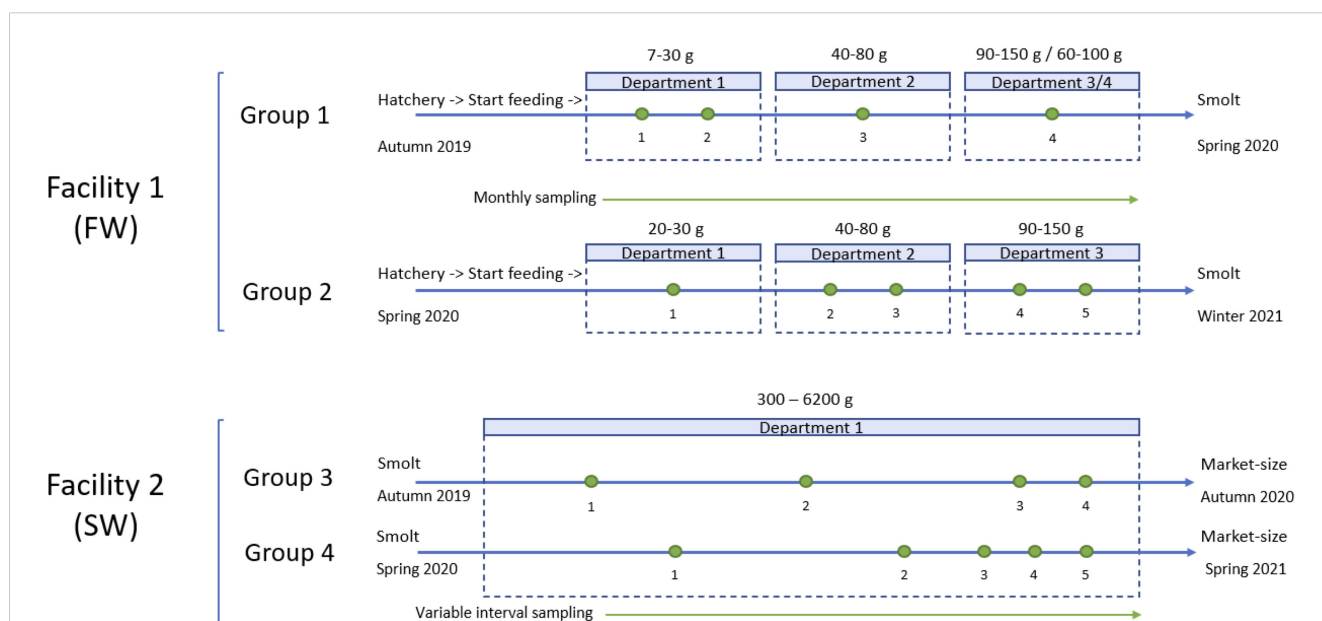 7-30 g
40-80 g
90-150 g / 60-100 g
Department 1
Department 2
Department 3/4
Group 1
Hatchery -> Start feeding ->
Smolt
1
2
3
4
Autumn 2019
Spring 2020
Facility 1
(FW)
Monthly sampling
20-30 g
40-80 g
90-150 g
Department 1
Department 2
Department 3
Group 2
Hatchery -> Start feeding ->
Smolt
1
2
3
4
5
Spring 2020
Winter 2021
300 – 6200 g
Department 1
Facility 2
(SW)
Group 3
Smolt
Market-size
Autumn 2019
1
2
3
4
Autumn 2020
Group 4
Smolt
Market-size
Spring 2020
1
2
3
4
5
Spring 2021
Variable interval sampling